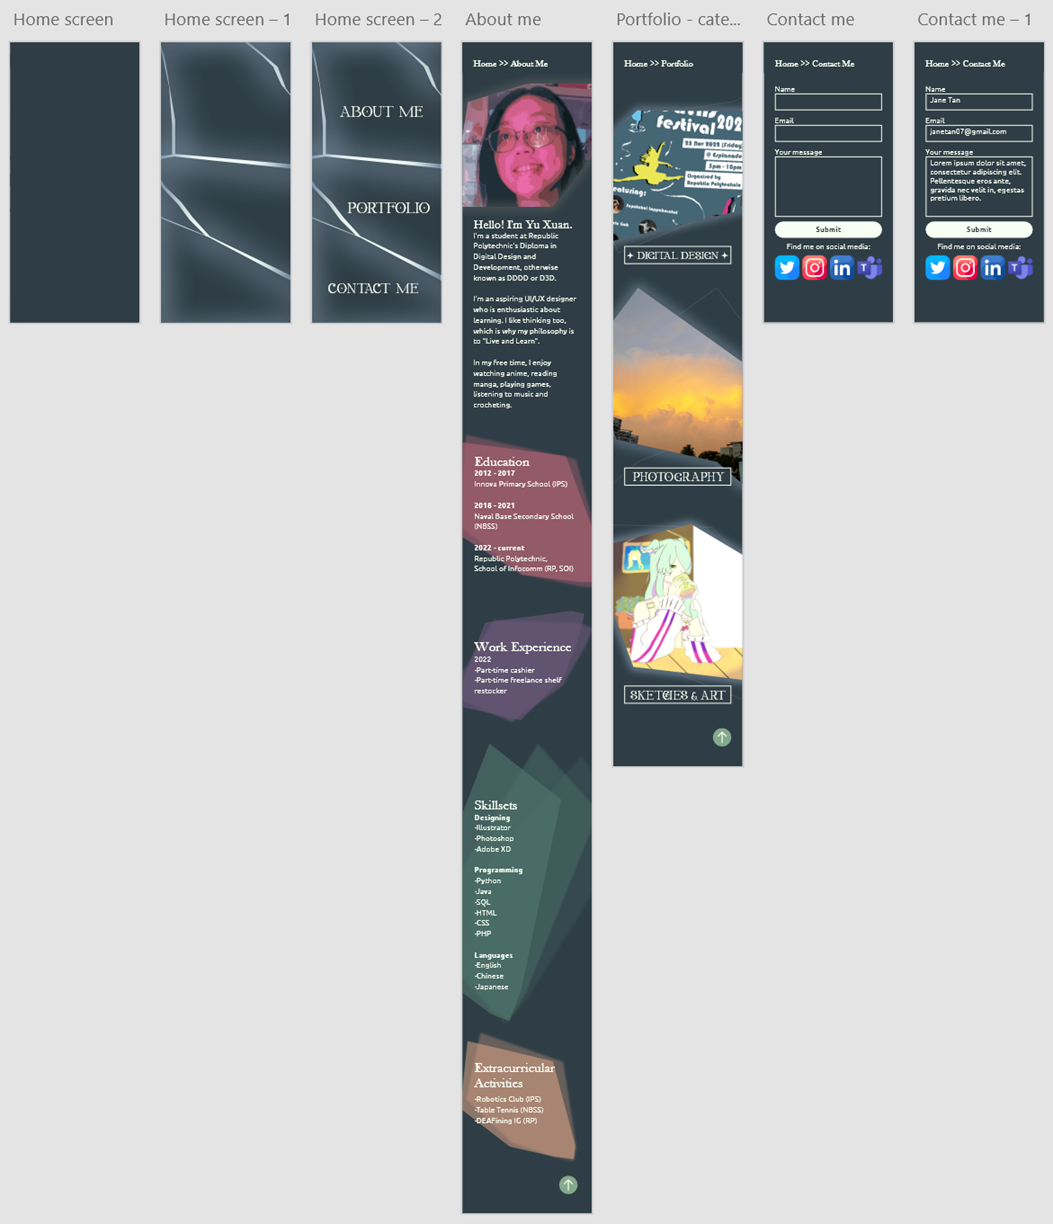 Home screen
Home screen – 1
Home screen – 2
ABOUT ME
PORTFOLIO
CONTACT ME
About me
Home >> About Me
Hello! I'm Yu Xuan.
I'm a student at Republic
Polytechnic's Diploma in
Digital Design and
Development, otherwise
known as DDDD or D3D.
I'm an aspiring UI/UX designer
who is enthusiastic about
learning. I like thinking too,
which is why my philosophy is
to "Live and Learn".
In my free time, I enjoy
watching anime, reading
manga, playing games,
listening to music and
crocheting.
Education
2012 - 2017
Innova Primary School (IPS)
2018 - 2021
Naval Base Secondary School
(NBSS)
2022 - current
Republic Polytechnic,
School of Infocomm (RP, SOI)
Work Experience
2022
-Part-time cashier
-Part-time freelance shelf
restocker
Skillsets
Designing
-Illustrator
-Photoshop
-Adobe XD
Programming
-Python
-Java
-SQL
-HTML
-CSS
-PHP
Languages
-English
-Chinese
-Japanese
Extracurricular
Activities
-Robotics Club (IPS)
-Table Tennis (NBSS)
-DEAFining IG (RP)
Portfolio - cate...
Home >> Portfolio
festival
23 Nov 2022 (Friday)
@ Esplanade
5pm - 10pm
Organized by
Republic Polytechnic
DIGITAL DESIGN
PHOTOGRAPHY
SKETCHES & ART
Contact me
Home >> Contact Me
Name
Email
Your message
Submit
Find me on social media:
in
T
Contact me – 1
Home >> Contact Me
Name
Jane Tan
Email
janetan07@gmail.com
Your message
Lorem ipsum dolor sit amet,
consectetur adipiscing elit.
Pellentesque eros ante,
gravida nec velit in, egestas
pretium libero.
Submit
Find me on social media:
in
T